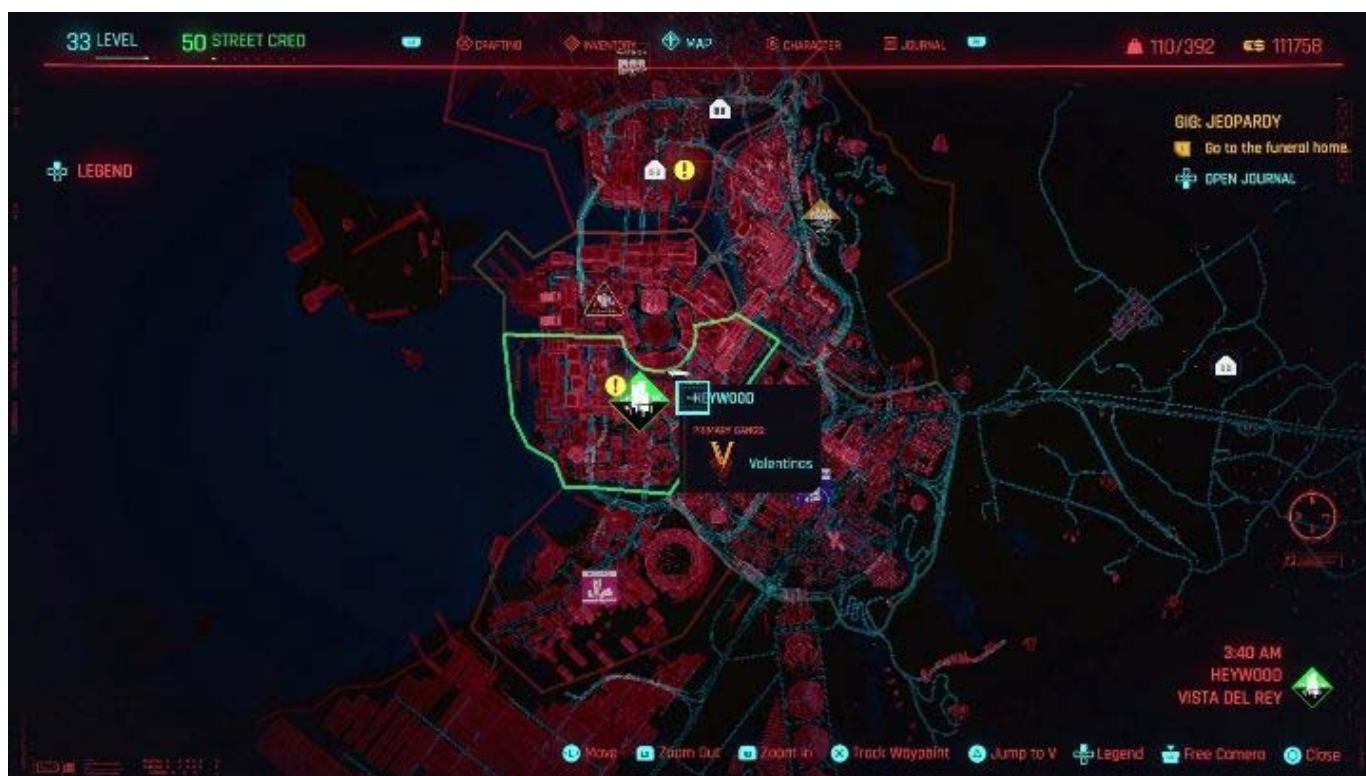 33 LEVEL
50 STREET CRED
CRAFTING
INVENTORY
MAP
CHARACTER
JOURNAL
110/392
111758
LEGEND
GIG: JEOPARDY
Go to the funeral home.
OPEN JOURNAL
HEYWOOD
PRIMARY GANGS:
Valentinos
3:40 AM
HEYWOOD
VISTA DEL REY
Move
Zoom Out
Zoom In
Track Waypoint
Jump to V
Legend
Free Camera
Close